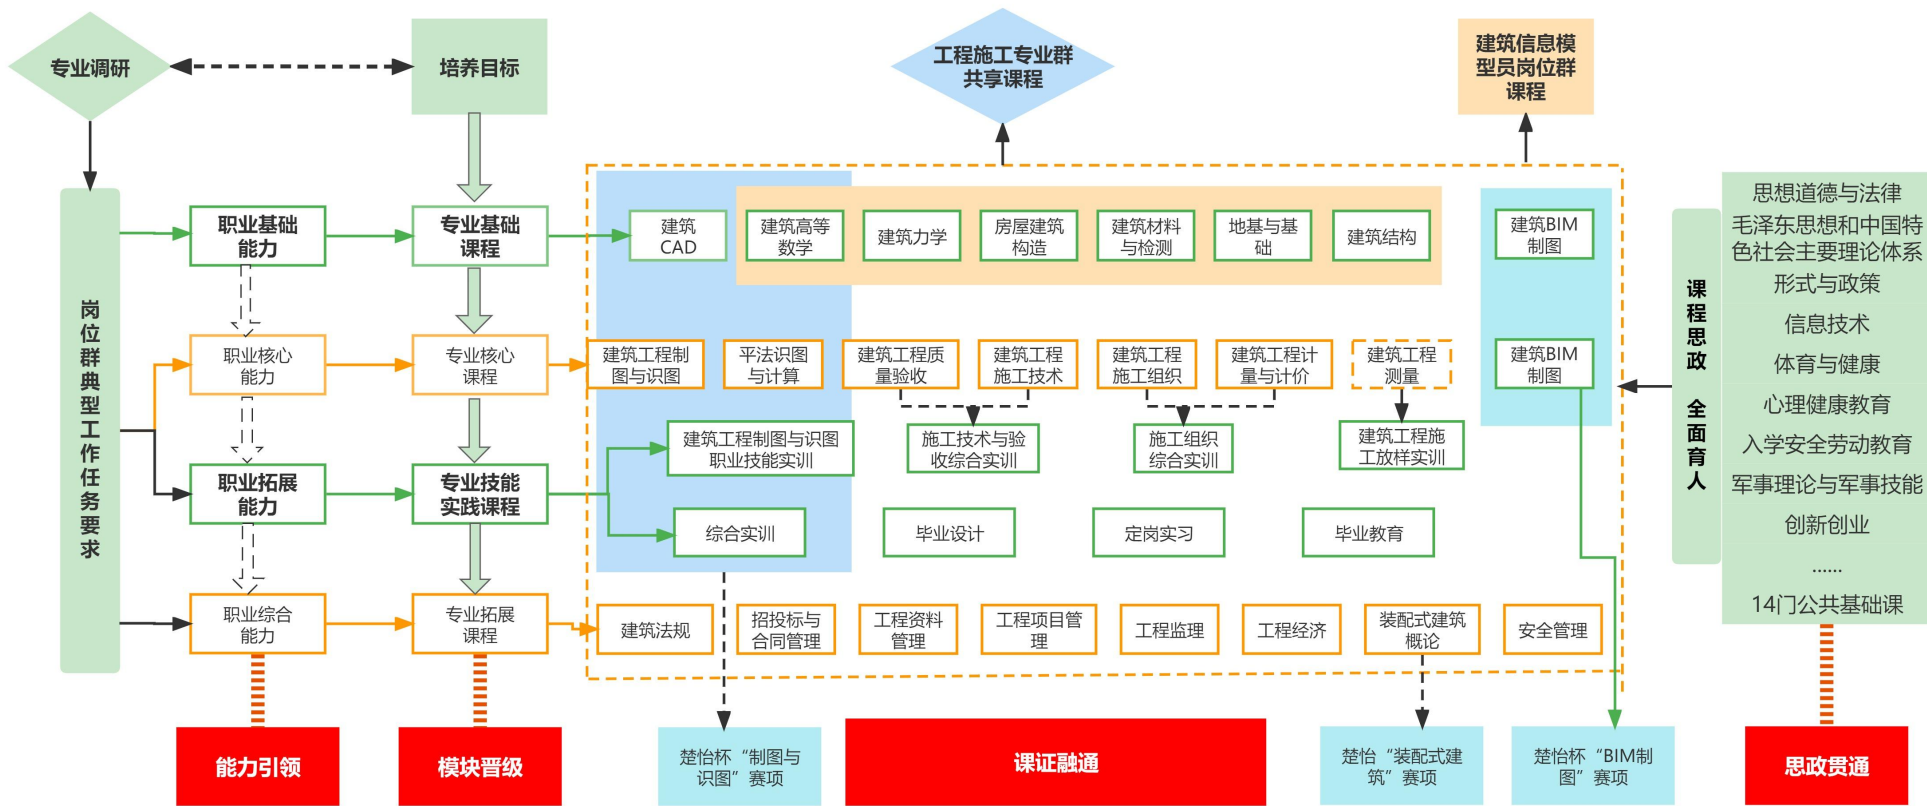 专业调研
培养目标
工程施工专业群
共享课程
建筑信息模
型员岗位群
课程
岗位群典型工作任务要求
职业基础
能力
专业基础
课程
建筑
CAD
建筑高等
数学
建筑力学
房屋建筑
构造
建筑材料
与检测
地基与基
础
建筑结构
建筑BIM
制图
职业核心
能力
专业核心
课程
建筑工程制
图与识图
平法识图
与计算
建筑工程质
量验收
建筑工程
施工技术
建筑工程
施工组织
建筑工程计
量与计价
建筑工程
测量
建筑BIM
制图
职业拓展
能力
专业技能
实践课程
建筑工程制图与识图
职业技能实训
施工技术与验
收综合实训
施工组织
综合实训
建筑工程施
工放样实训
综合实训
毕业设计
定岗实习
毕业教育
职业综合
能力
专业拓展
课程
建筑法规
招投标与
合同管理
工程资料
管理
工程项目管
理
工程监理
工程经济
装配式建筑
概论
安全管理
课程思政 全面育人
思想道德与法律
毛泽东思想和中国特
色社会主要理论体系
形式与政策
信息技术
体育与健康
心理健康教育
入学安全劳动教育
军事理论与军事技能
创新创业
……
14门公共基础课
能力引领
模块晋级
楚怡杯“制图与
识图”赛项
课证融通
楚怡“装配式建
筑”赛项
楚怡杯“BIM制
图”赛项
思政贯通